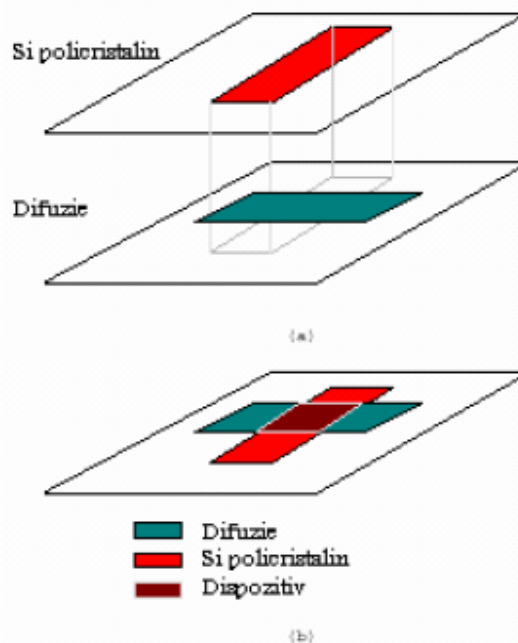 Si policristalin
Difuzie
(a)
Difuzie
Si policristalin
Dispozitiv
(b)